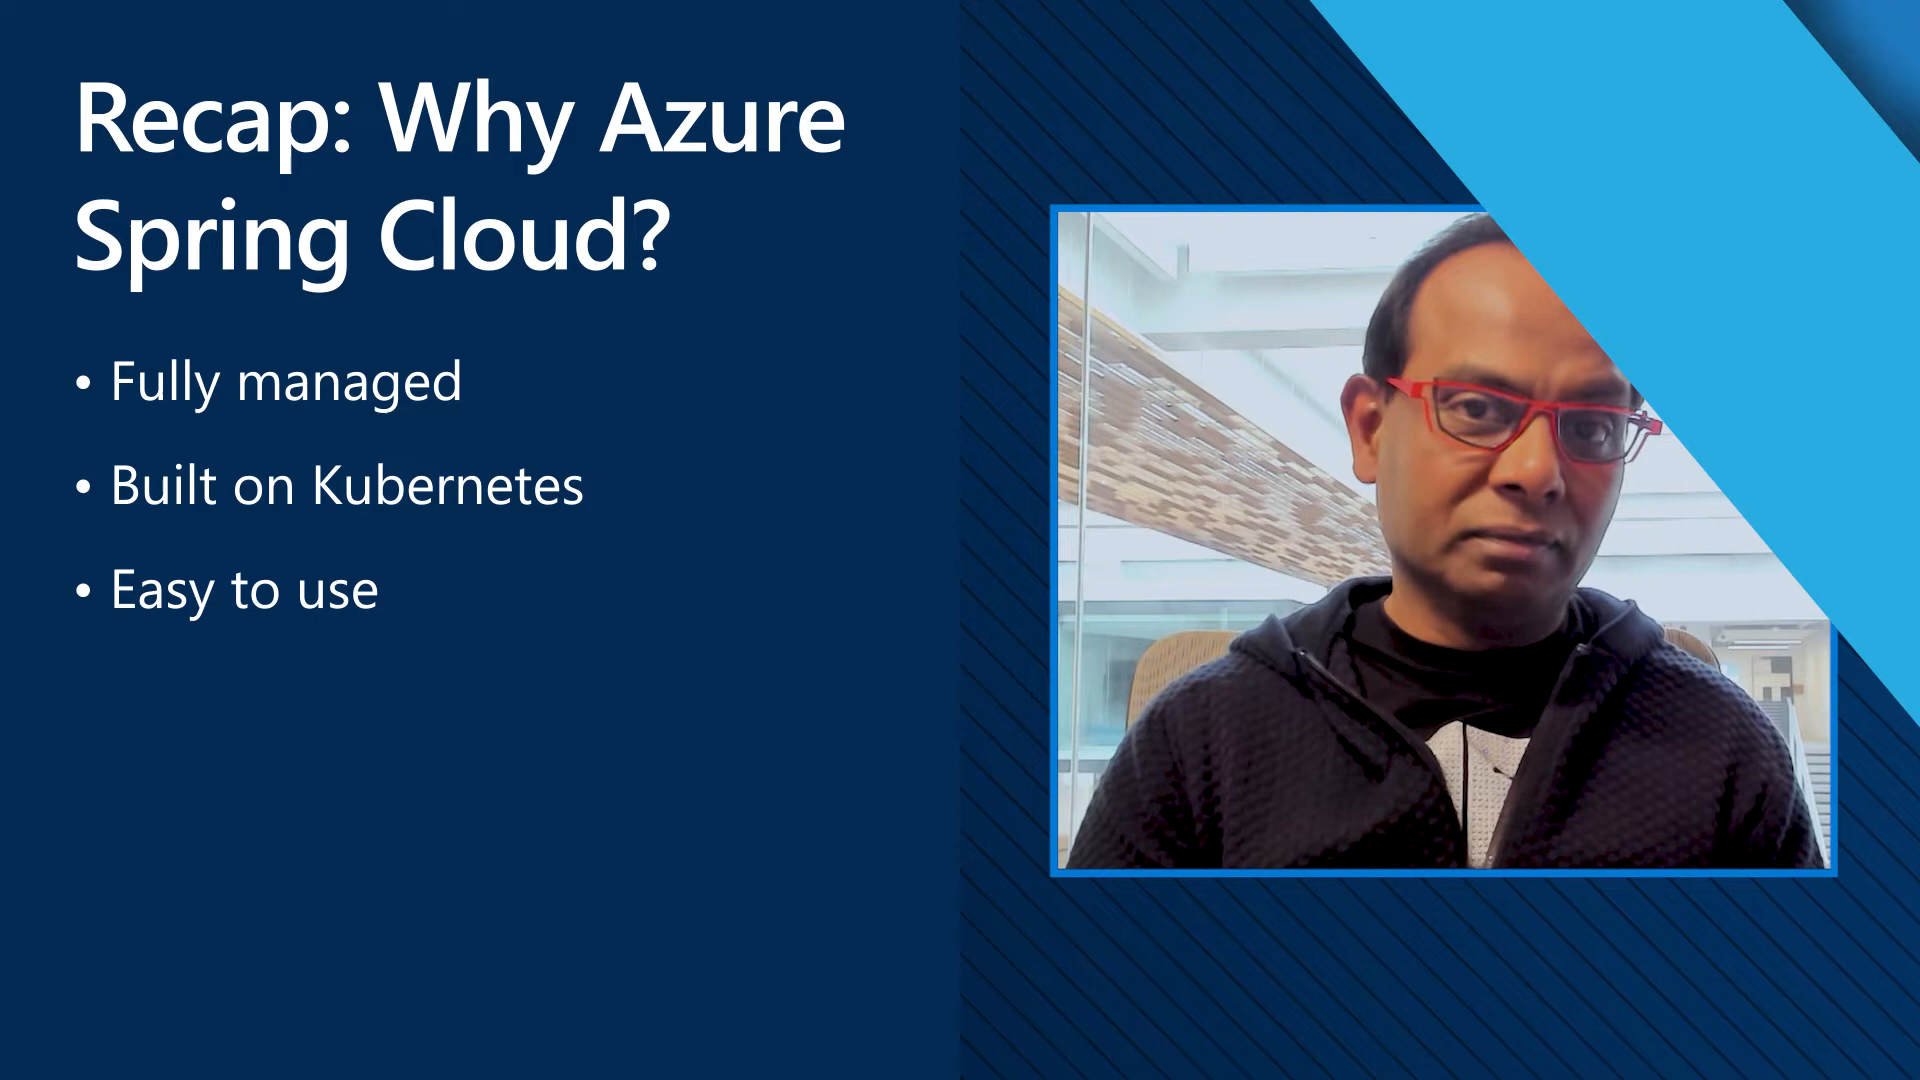 Recap: Why Azure
Spring Cloud?
• Fully managed
• Built on Kubernetes
• Easy to use